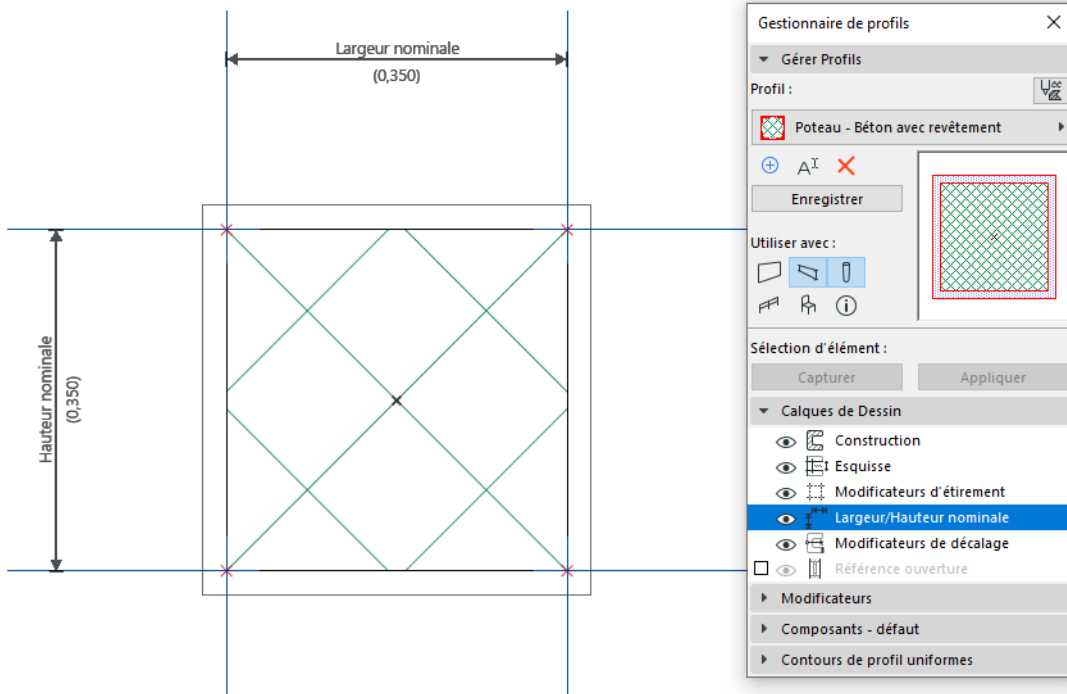 Largeur nominale
(0,350)
Hauteur nominale
(0,350)
Gestionnaire de profils
Gérer Profils
Profil :
Poteau - Béton avec revêtement
Enregistrer
Utiliser avec :
Sélection d'élément :
Capturer
Appliquer
Calques de Dessin
Construction
Esquisse
Modificateurs d'étirement
Largeur/Hauteur nominale
Modificateurs de décalage
Référence ouverture
Modificateurs
Composants - défaut
Contours de profil uniformes